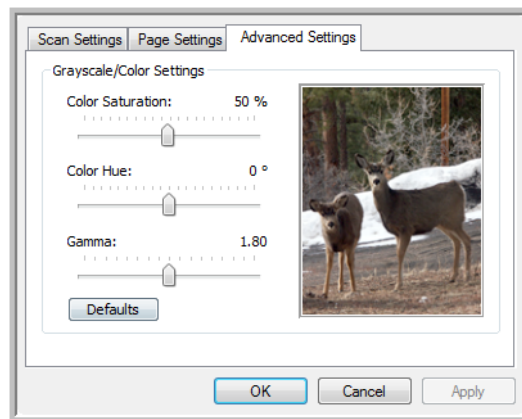 Scan Settings Page Settings Advanced Settings
Grayscale/Color Settings
Color Saturation: 50 %
Color Hue: 0 °
Gamma: 1.80
Defaults
OK Cancel Apply